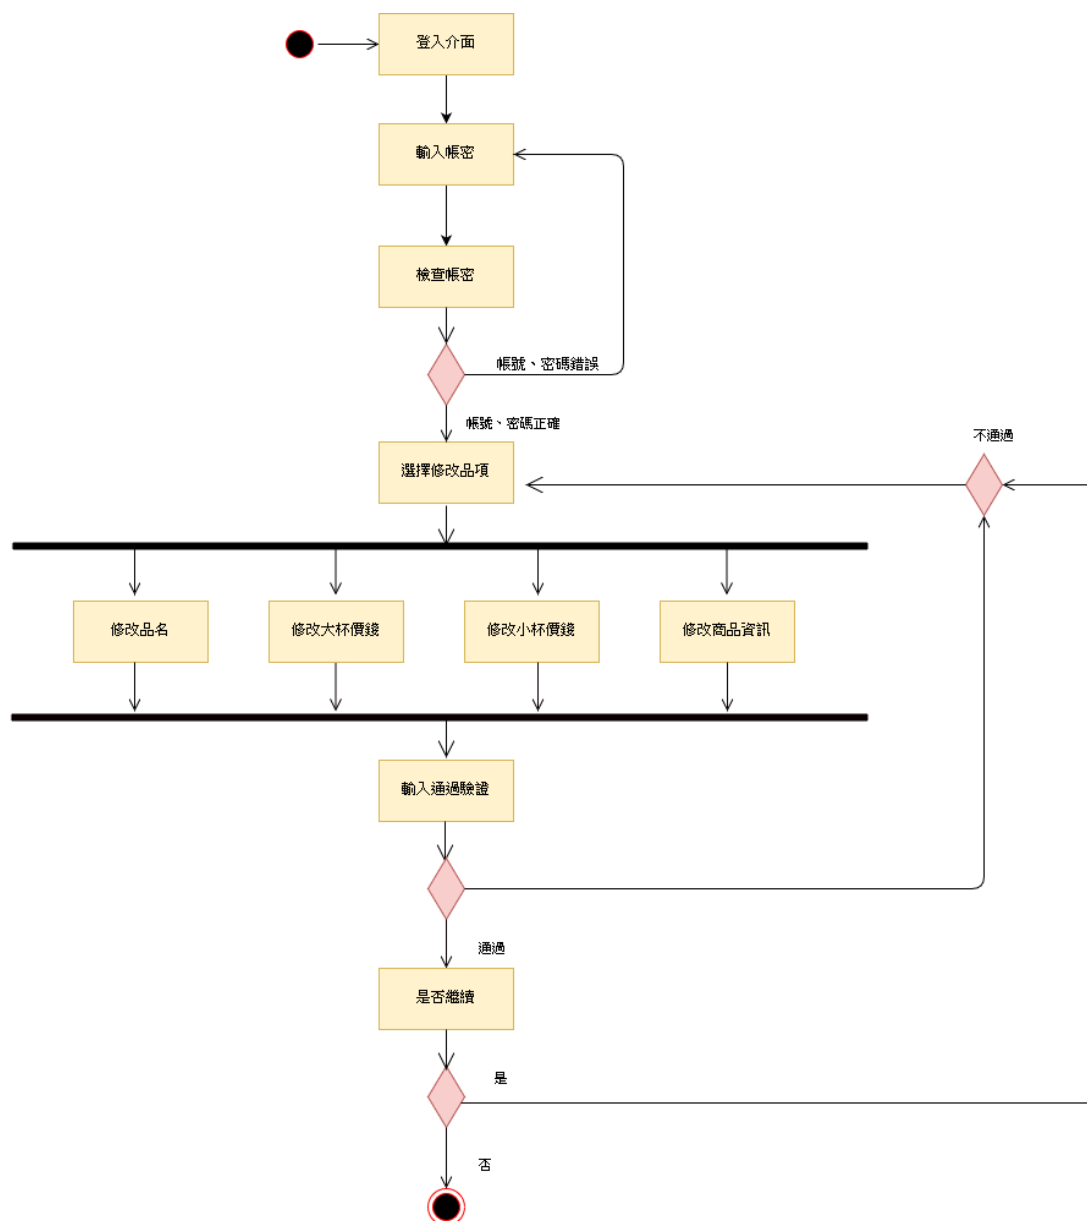 登入介面
輸入帳密
檢查帳密
帳號、密碼錯誤
帳號、密碼正確
不通過
選擇修改品項
修改品名
修改大杯價錢
修改小杯價錢
修改商品資訊
輸入通過驗證
通過
是否繼續
是
否